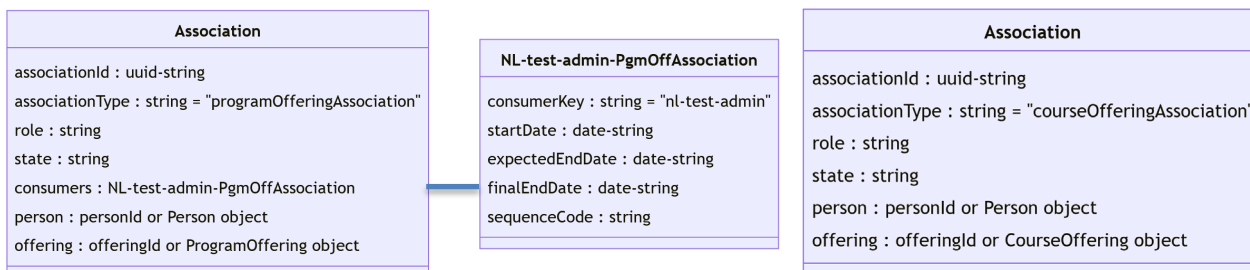 Association
associationId : uuid-string
associationType : string = "programOfferingAssociation"
role : string
state : string
consumers : NL-test-admin-PgmOffAssociation
person : personId or Person object
offering : offeringId or ProgramOffering object
NL-test-admin-PgmOffAssociation
consumerKey : string = "nl-test-admin"
startDate : date-string
expectedEndDate : date-string
finalEndDate : date-string
sequenceCode : string
Association
associationId : uuid-string
associationType : string = "courseOfferingAssociation"
role : string
state : string
person : personId or Person object
offering : offeringId or CourseOffering object